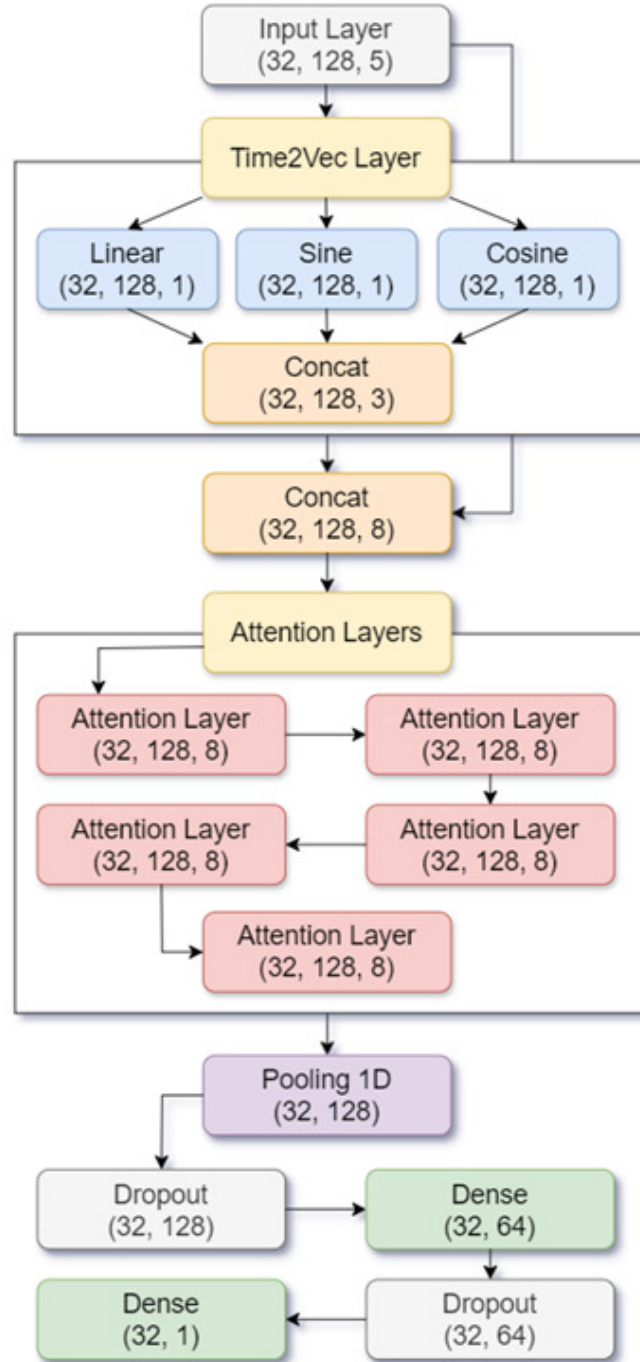 Input Layer
(32, 128, 5)
Time2Vec Layer
Linear
(32, 128, 1)
Sine
(32, 128, 1)
Cosine
(32, 128, 1)
Concat
(32, 128, 3)
Concat
(32, 128, 8)
Attention Layers
Attention Layer
(32, 128, 8)
Attention Layer
(32, 128, 8)
Attention Layer
(32, 128, 8)
Attention Layer
(32, 128, 8)
Attention Layer
(32, 128, 8)
Pooling 1D
(32, 128)
Dropout
(32, 128)
Dense
(32, 64)
Dense
(32, 1)
Dropout
(32, 64)